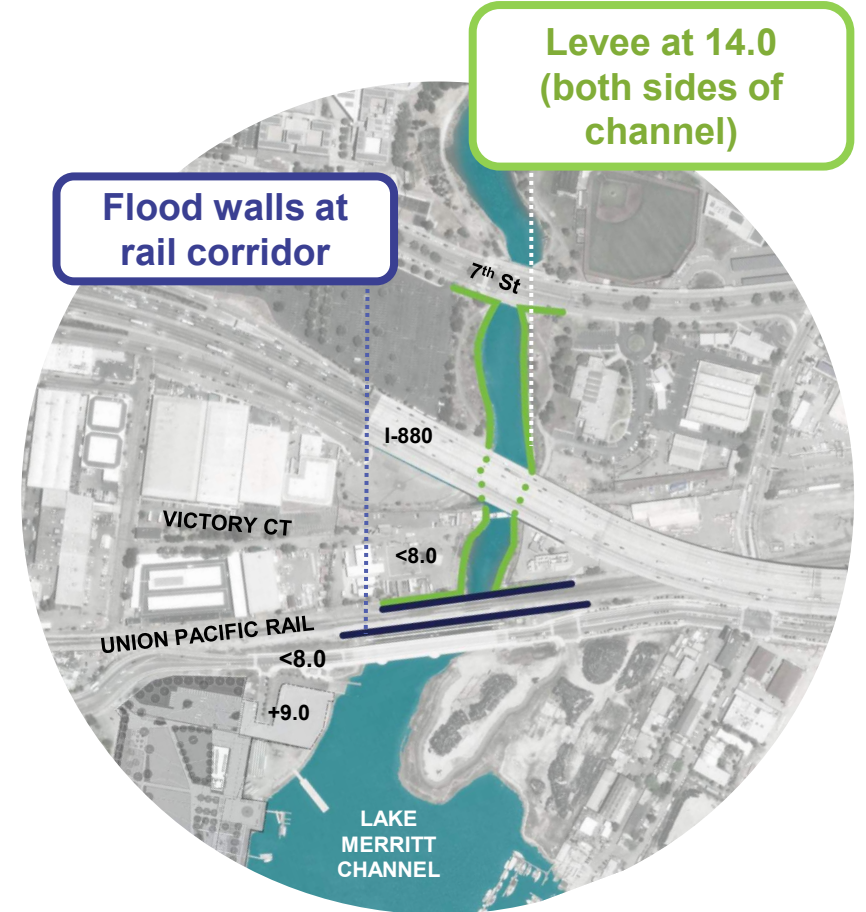 Levee at 14.0
(both sides of
channel)
Flood walls at
rail corridor
7th St
I-880
VICTORY CT
<8.0
UNION PACIFIC RAIL
<8.0
+9.0
LAKE
MERRITT
CHANNEL